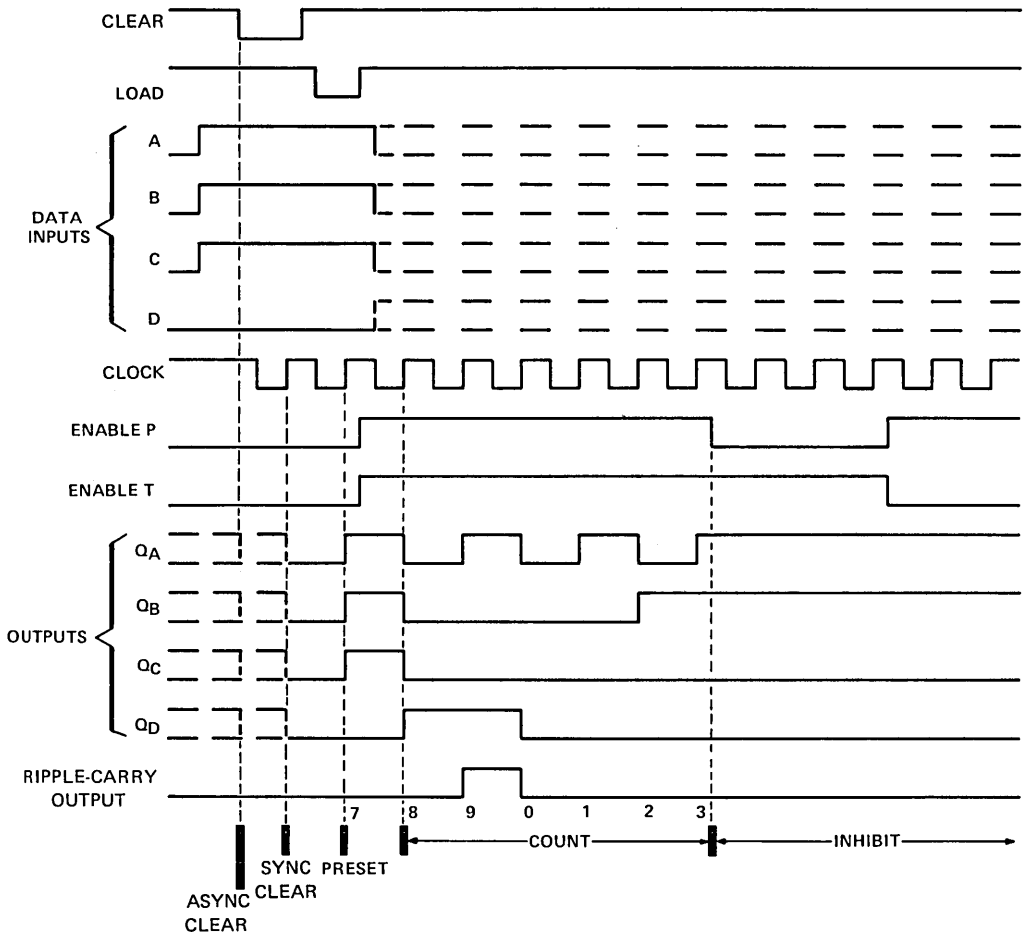 CLEAR
LOAD
DATA
INPUTS
A
B
C
D
CLOCK
ENABLE P
ENABLE T
OUTPUTS
QA
QB
QC
QD
RIPPLE-CARRY
OUTPUT
7 8 9 0 1 2 3
ASYNC
CLEAR
SYNC
CLEAR
PRESET
COUNT
INHIBIT